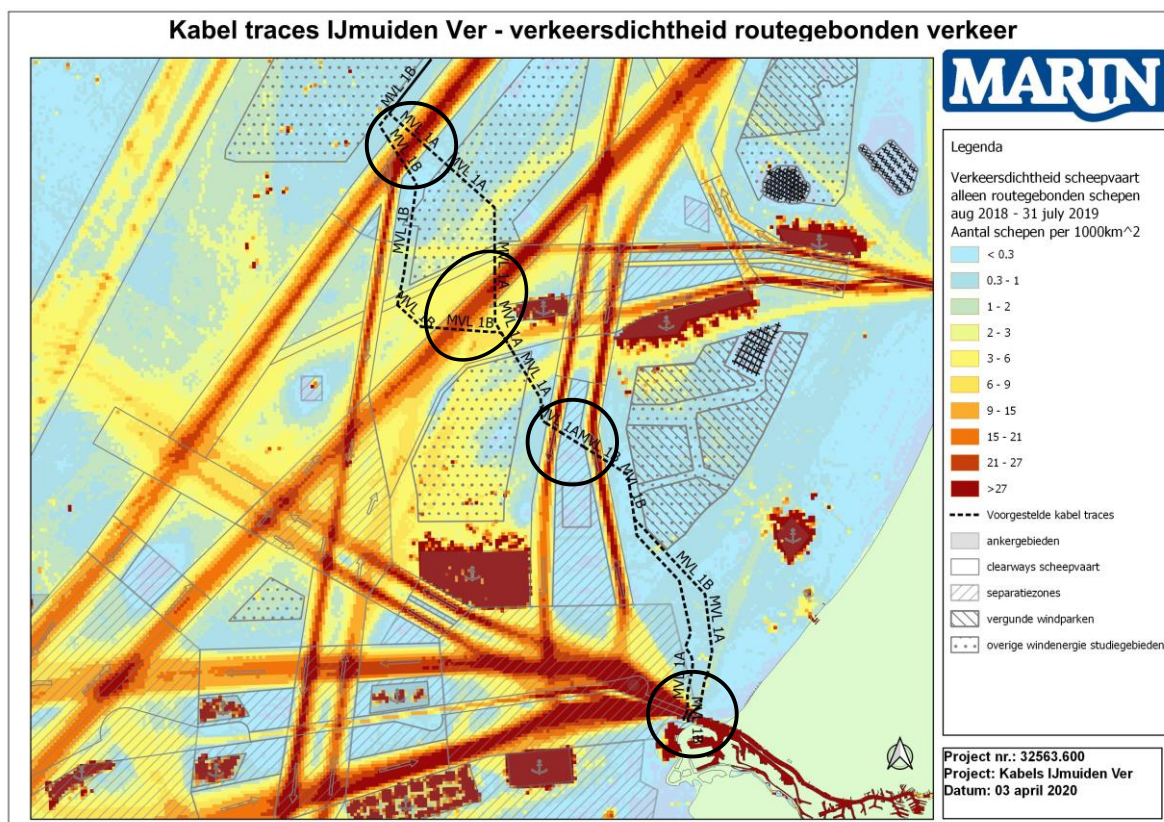 Kabel traces IJmuiden Ver - verkeersdichtheid routegebonden verkeer
MARIN
Legenda
Verkeersdichtheid scheepvaart
alleen routegebonden schepen
aug 2018 - 31 july 2019
Aantal schepen per 1000km^2
< 0.3
0.3 - 1
1 - 2
2 - 3
3 - 6
6 - 9
9 - 15
15 - 21
21 - 27
>27
Voorgestelde kabel traces
ankergebieden
clearways scheepvaart
separatiezones
vergunde windparken
overige windenergie studiegebieden
Project nr.: 32563.600
Project: Kabels IJmuiden Ver
Datum: 03 april 2020
MVL 1B
MVL 1A
MVL 1B
MVL 1A
MVL 1B
MVL 1B
MVL 1A
MVL 1A
MVL 1A
MVL 1B
MVL 1B
MVL 1B
MVL 1A
MVL 1A